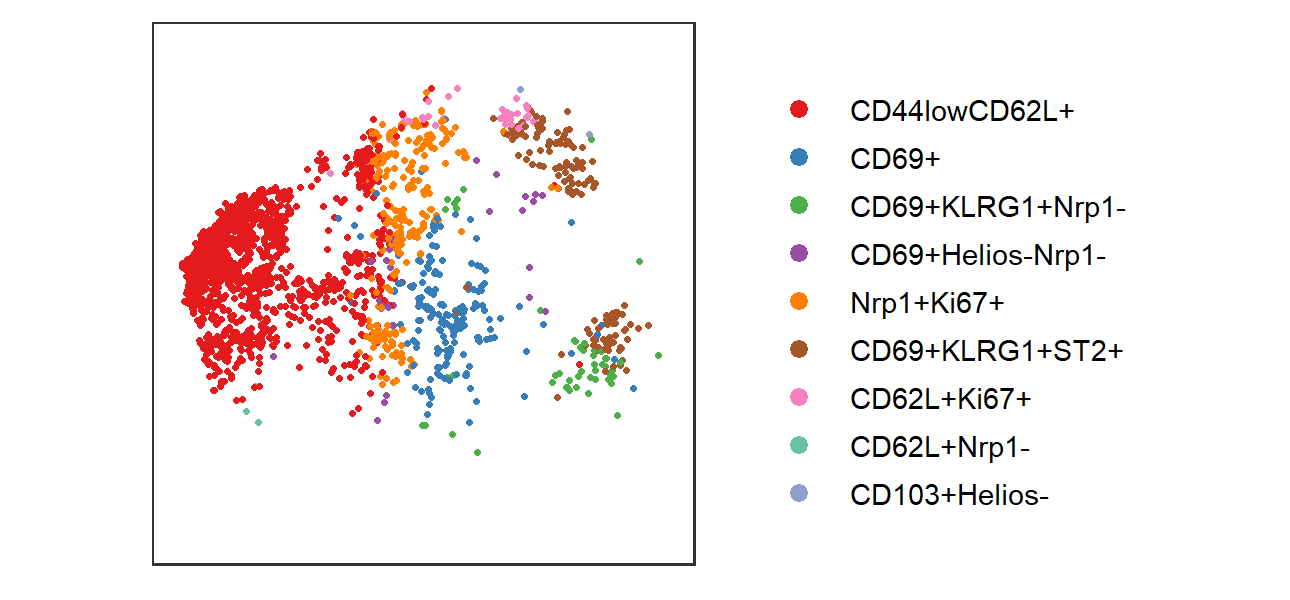 CD44lowCD62L+
CD69+
CD69+KLRG1+Nrp1-
CD69+Helios-Nrp1-
Nrp1+Ki67+
CD69+KLRG1+ST2+
CD62L+Ki67+
CD62L+Nrp1-
CD103+Helios-